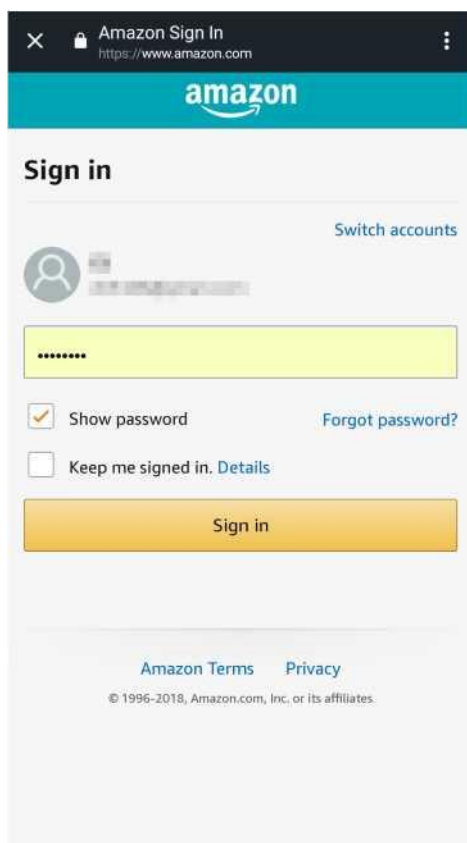 Amazon Sign In
https://www.amazon.com
amazon
Sign in
Switch accounts
••••••••
Show password
Forgot password?
Keep me signed in. Details
Sign in
Amazon Terms Privacy
© 1996-2018, Amazon.com, Inc. or its affiliates